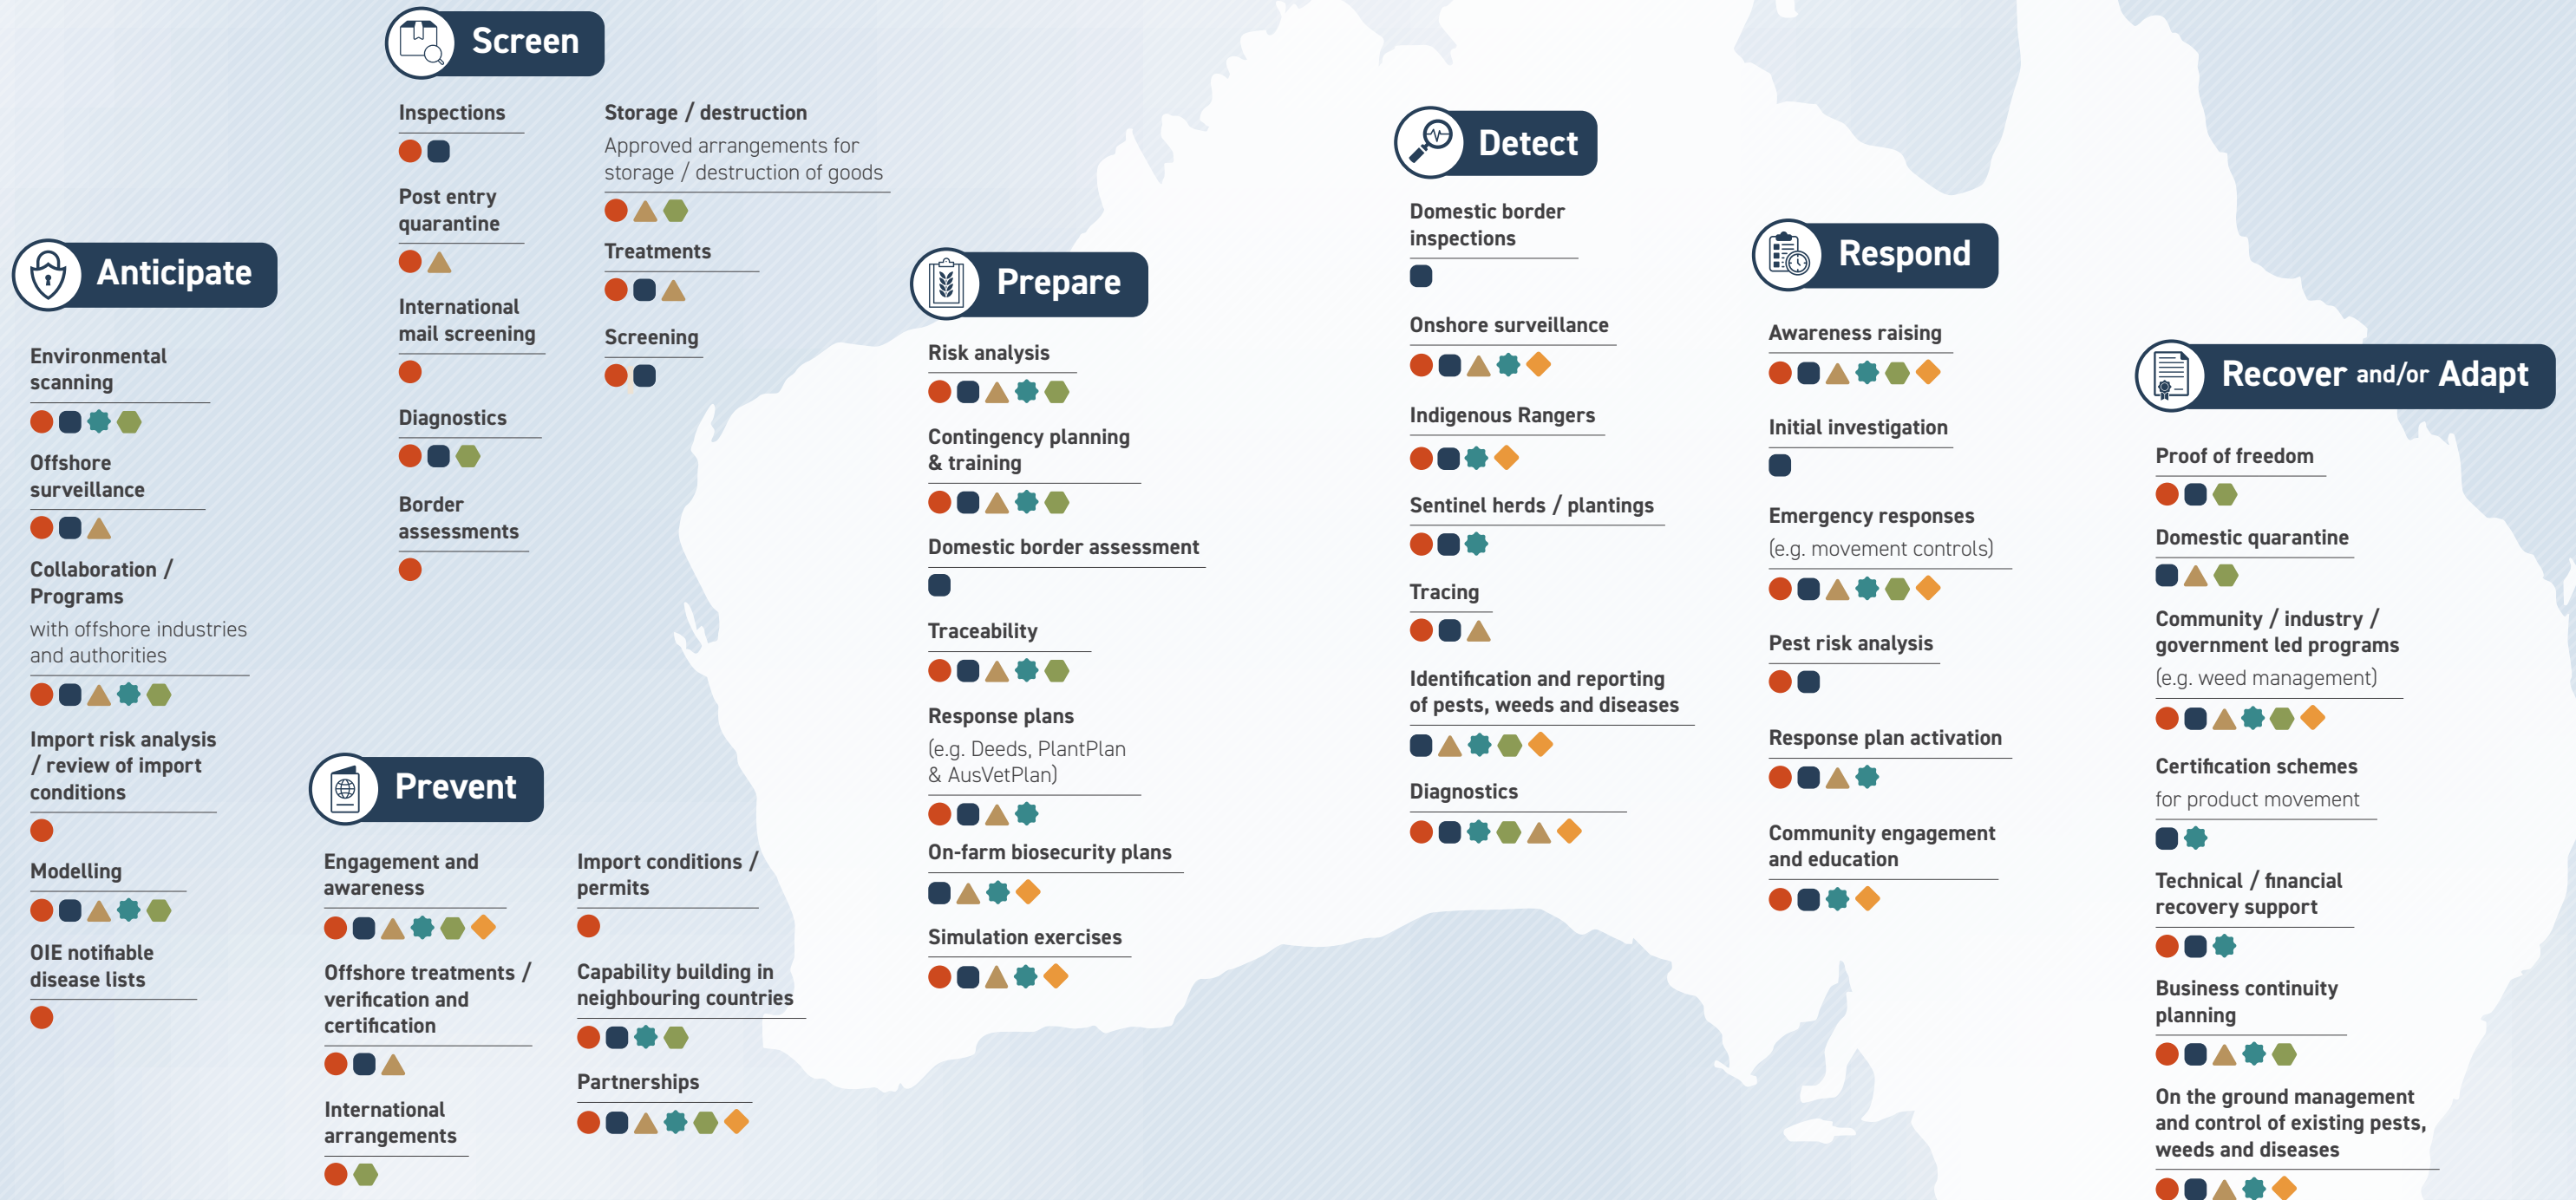 Anticipate
Environmental
scanning
Offshore
surveillance
Collaboration /
Programs
with offshore industries
and authorities
Import risk analysis
/ review of import
conditions
Modelling
OIE notifiable
disease lists
Screen
Inspections
Post entry
quarantine
International
mail screening
Diagnostics
Border
assessments
Storage / destruction
Approved arrangements for
storage / destruction of goods
Treatments
Screening
Prevent
Engagement and
awareness
Offshore treatments /
verification and
certification
International
arrangements
Import conditions /
permits
Capability building in
neighbouring countries
Partnerships
Prepare
Risk analysis
Contingency planning
& training
Domestic border assessment
Traceability
Response plans
(e.g. Deeds, PlantPlan
& AusVetPlan)
On-farm biosecurity plans
Simulation exercises
Detect
Domestic border
inspections
Onshore surveillance
Indigenous Rangers
Sentinel herds / plantings
Tracing
Identification and reporting
of pests, weeds and diseases
Diagnostics
Respond
Awareness raising
Initial investigation
Emergency responses
(e.g. movement controls)
Pest risk analysis
Response plan activation
Community engagement
and education
Recover and/or Adapt
Proof of freedom
Domestic quarantine
Community / industry /
government led programs
(e.g. weed management)
Certification schemes
for product movement
Technical / financial
recovery support
Business continuity
planning
On the ground management
and control of existing pests,
weeds and diseases